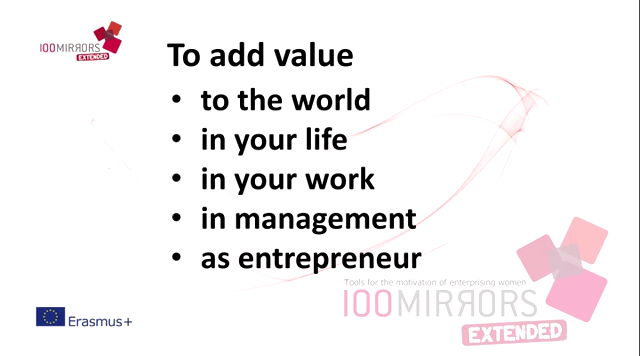 100MIRRORS
EXTENDED
To add value
• to the world
• in your life
• in your work
• in management
• as entrepreneur
Tools for the motivation of enterprising women
100MIRRORS
EXTENDED
Erasmus+